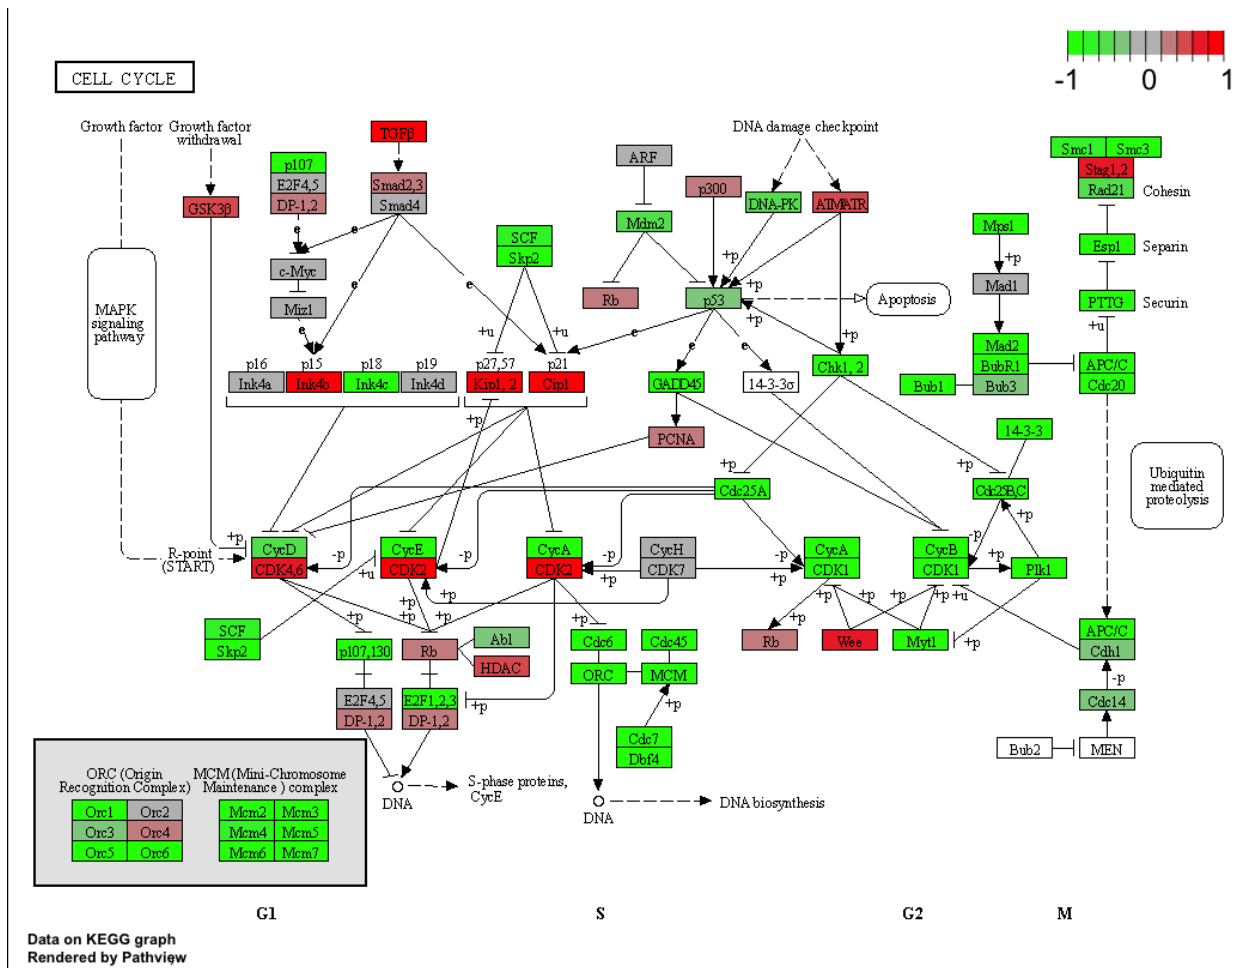 -1 0 1
CELL CYCLE
Growth factor
Growth factor
withdrawal
TGFβ
DNA damage checkpoint
p107
E2F4,5
DP-1,2
Smad2,3
Smad4
GSK3β
ARF
p300
DNA-PK
ATM/ATR
Mdm2
Smc1 Smc3
Stag1,2
Rad21
Cohesin
Mps1
+p
Esp1
Separin
SCF
Skp2
e
e
c-Myc
Miz1
e
e
+u
+u
Rb
p53
+p
+p
+p
Apoptosis
Mad1
PTTG
Securin
+u
MAPK
signaling
pathway
e
e
e
+p
p16 p15 p18 p19
Ink4a Ink4b Ink4c Ink4d
p27,57 p21
Kip1, 2 Cip1
+p
GADD45
14-3-3σ
Chk1, 2
Mad2
BubR1
Bub1
Bub3
APC/C
Cdc20
PCNA
14-3-3
+p
+p
Cdc25A
Cdc25B,C
Ubiquitin
mediated
proteolysis
R-point
(START)
+p
CycD
CDK4,6
-p
+u
CycE
CDK2
-p
CycA
CDK2
-p
+p
CycH
CDK7
+p
CycA
CDK1
CycB
CDK1
-p
+p
+p
Plk1
+p
+p
+p
+p
+p
+p
+p
+p
+p
+u
+p
SCF
Skp2
p107,130
Rb
Abl
HDAC
Cdc6
Cdc45
ORC
MCM
Rb
Wee
Myt1
APC/C
Cdh1
-p
Cdc14
E2F4,5
DP-1,2
E2F1,2,3
DP-1,2
+p
+p
Cdc7
Dbf4
Bub2
MEN
DNA
S-phase proteins,
CycE
DNA
DNA biosynthesis
ORC (Origin
Recognition Complex)
MCM (Mini-Chromosome
Maintenance ) complex
Orc1 Orc2
Orc3 Orc4
Orc5 Orc6
Mcm2 Mcm3
Mcm4 Mcm5
Mcm6 Mcm7
G1 S G2 M
Data on KEGG graph
Rendered by Pathview